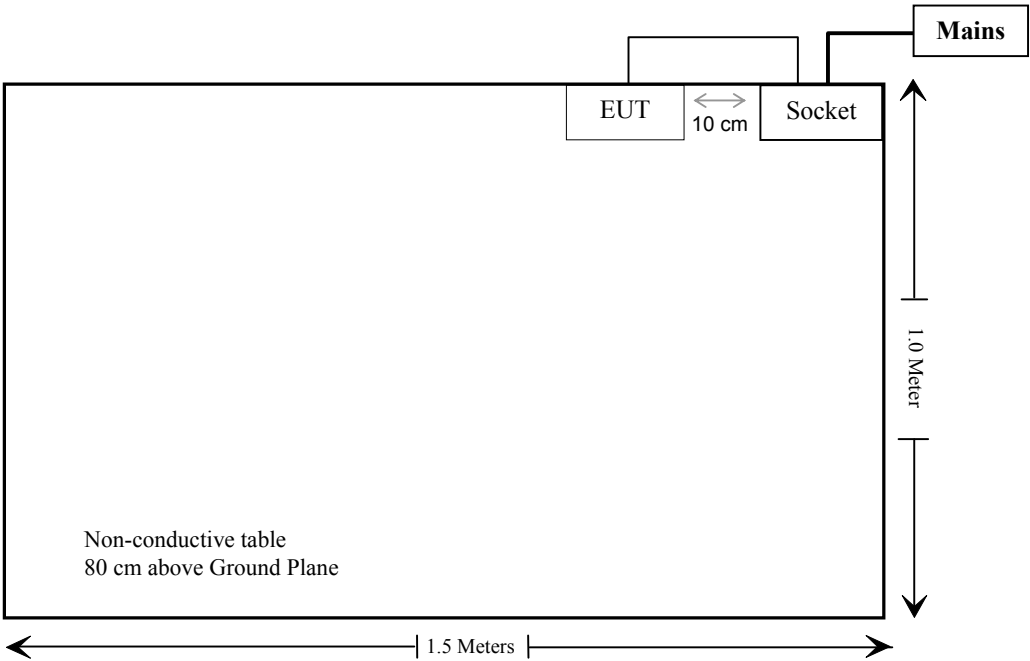 Mains
EUT
10 cm
Socket
1.0 Meter
Non-conductive table
80 cm above Ground Plane
1.5 Meters